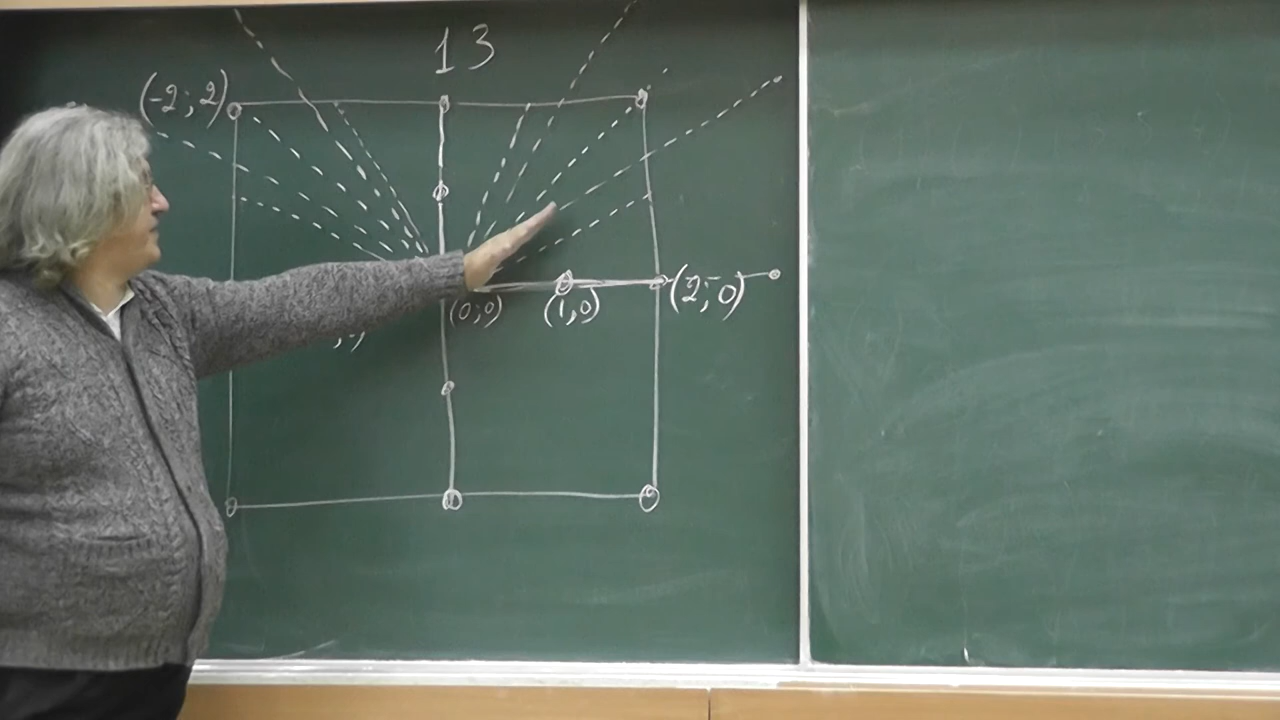 13
(-2; 2)
(0; 0) (1, 0) (2; 0)